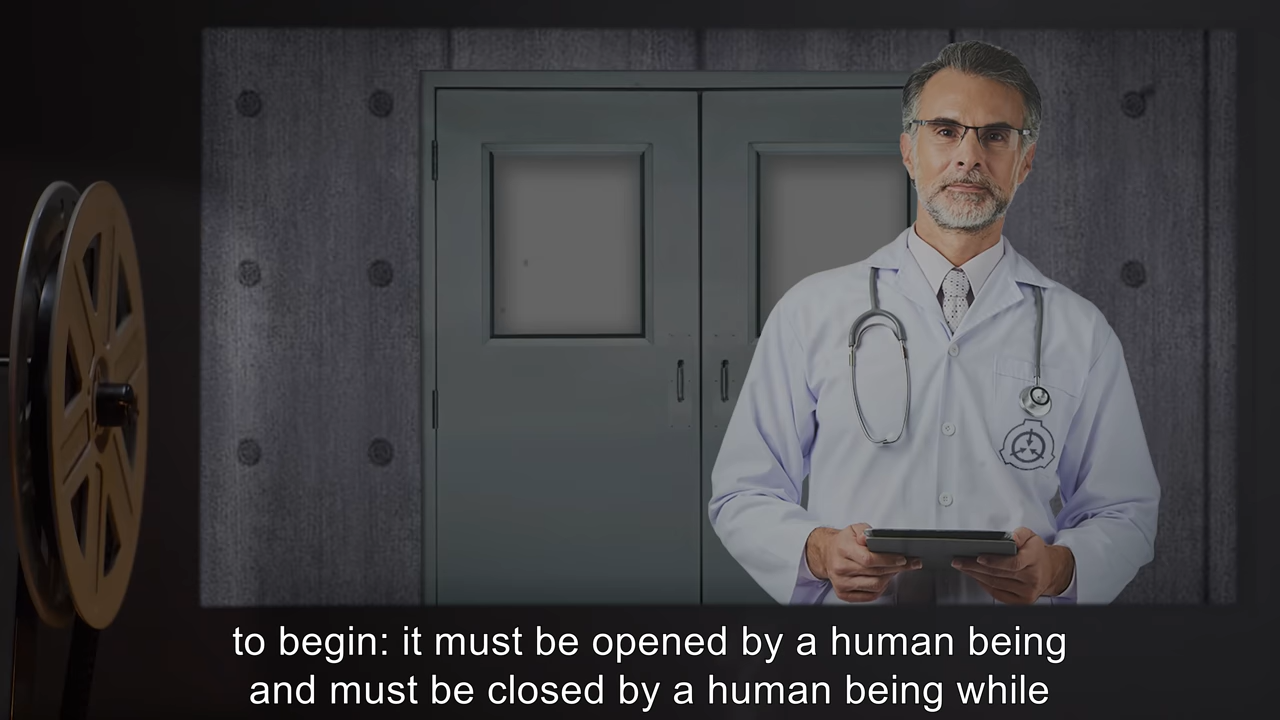 to begin: it must be opened by a human being
and must be closed by a human being while